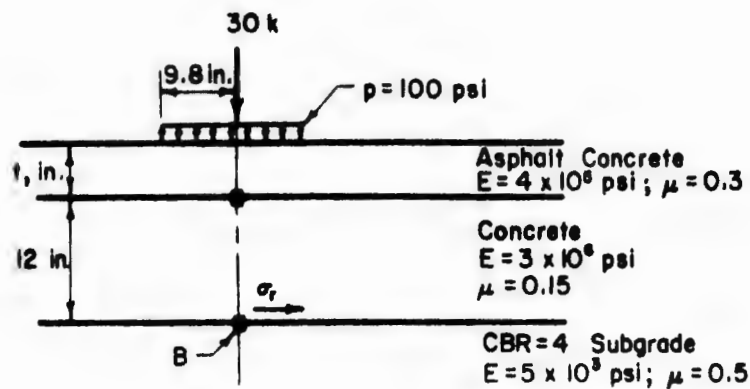 30 k
9.8 in.
p=100 psi
t, in.
Asphalt Concrete
E = 4 x 10⁶ psi ; μ = 0.3
12 in
Concrete
E = 3 x 10⁶ psi
μ = 0.15
σr
B
CBR = 4 Subgrade
E = 5 x 10³ psi ; μ = 0.5